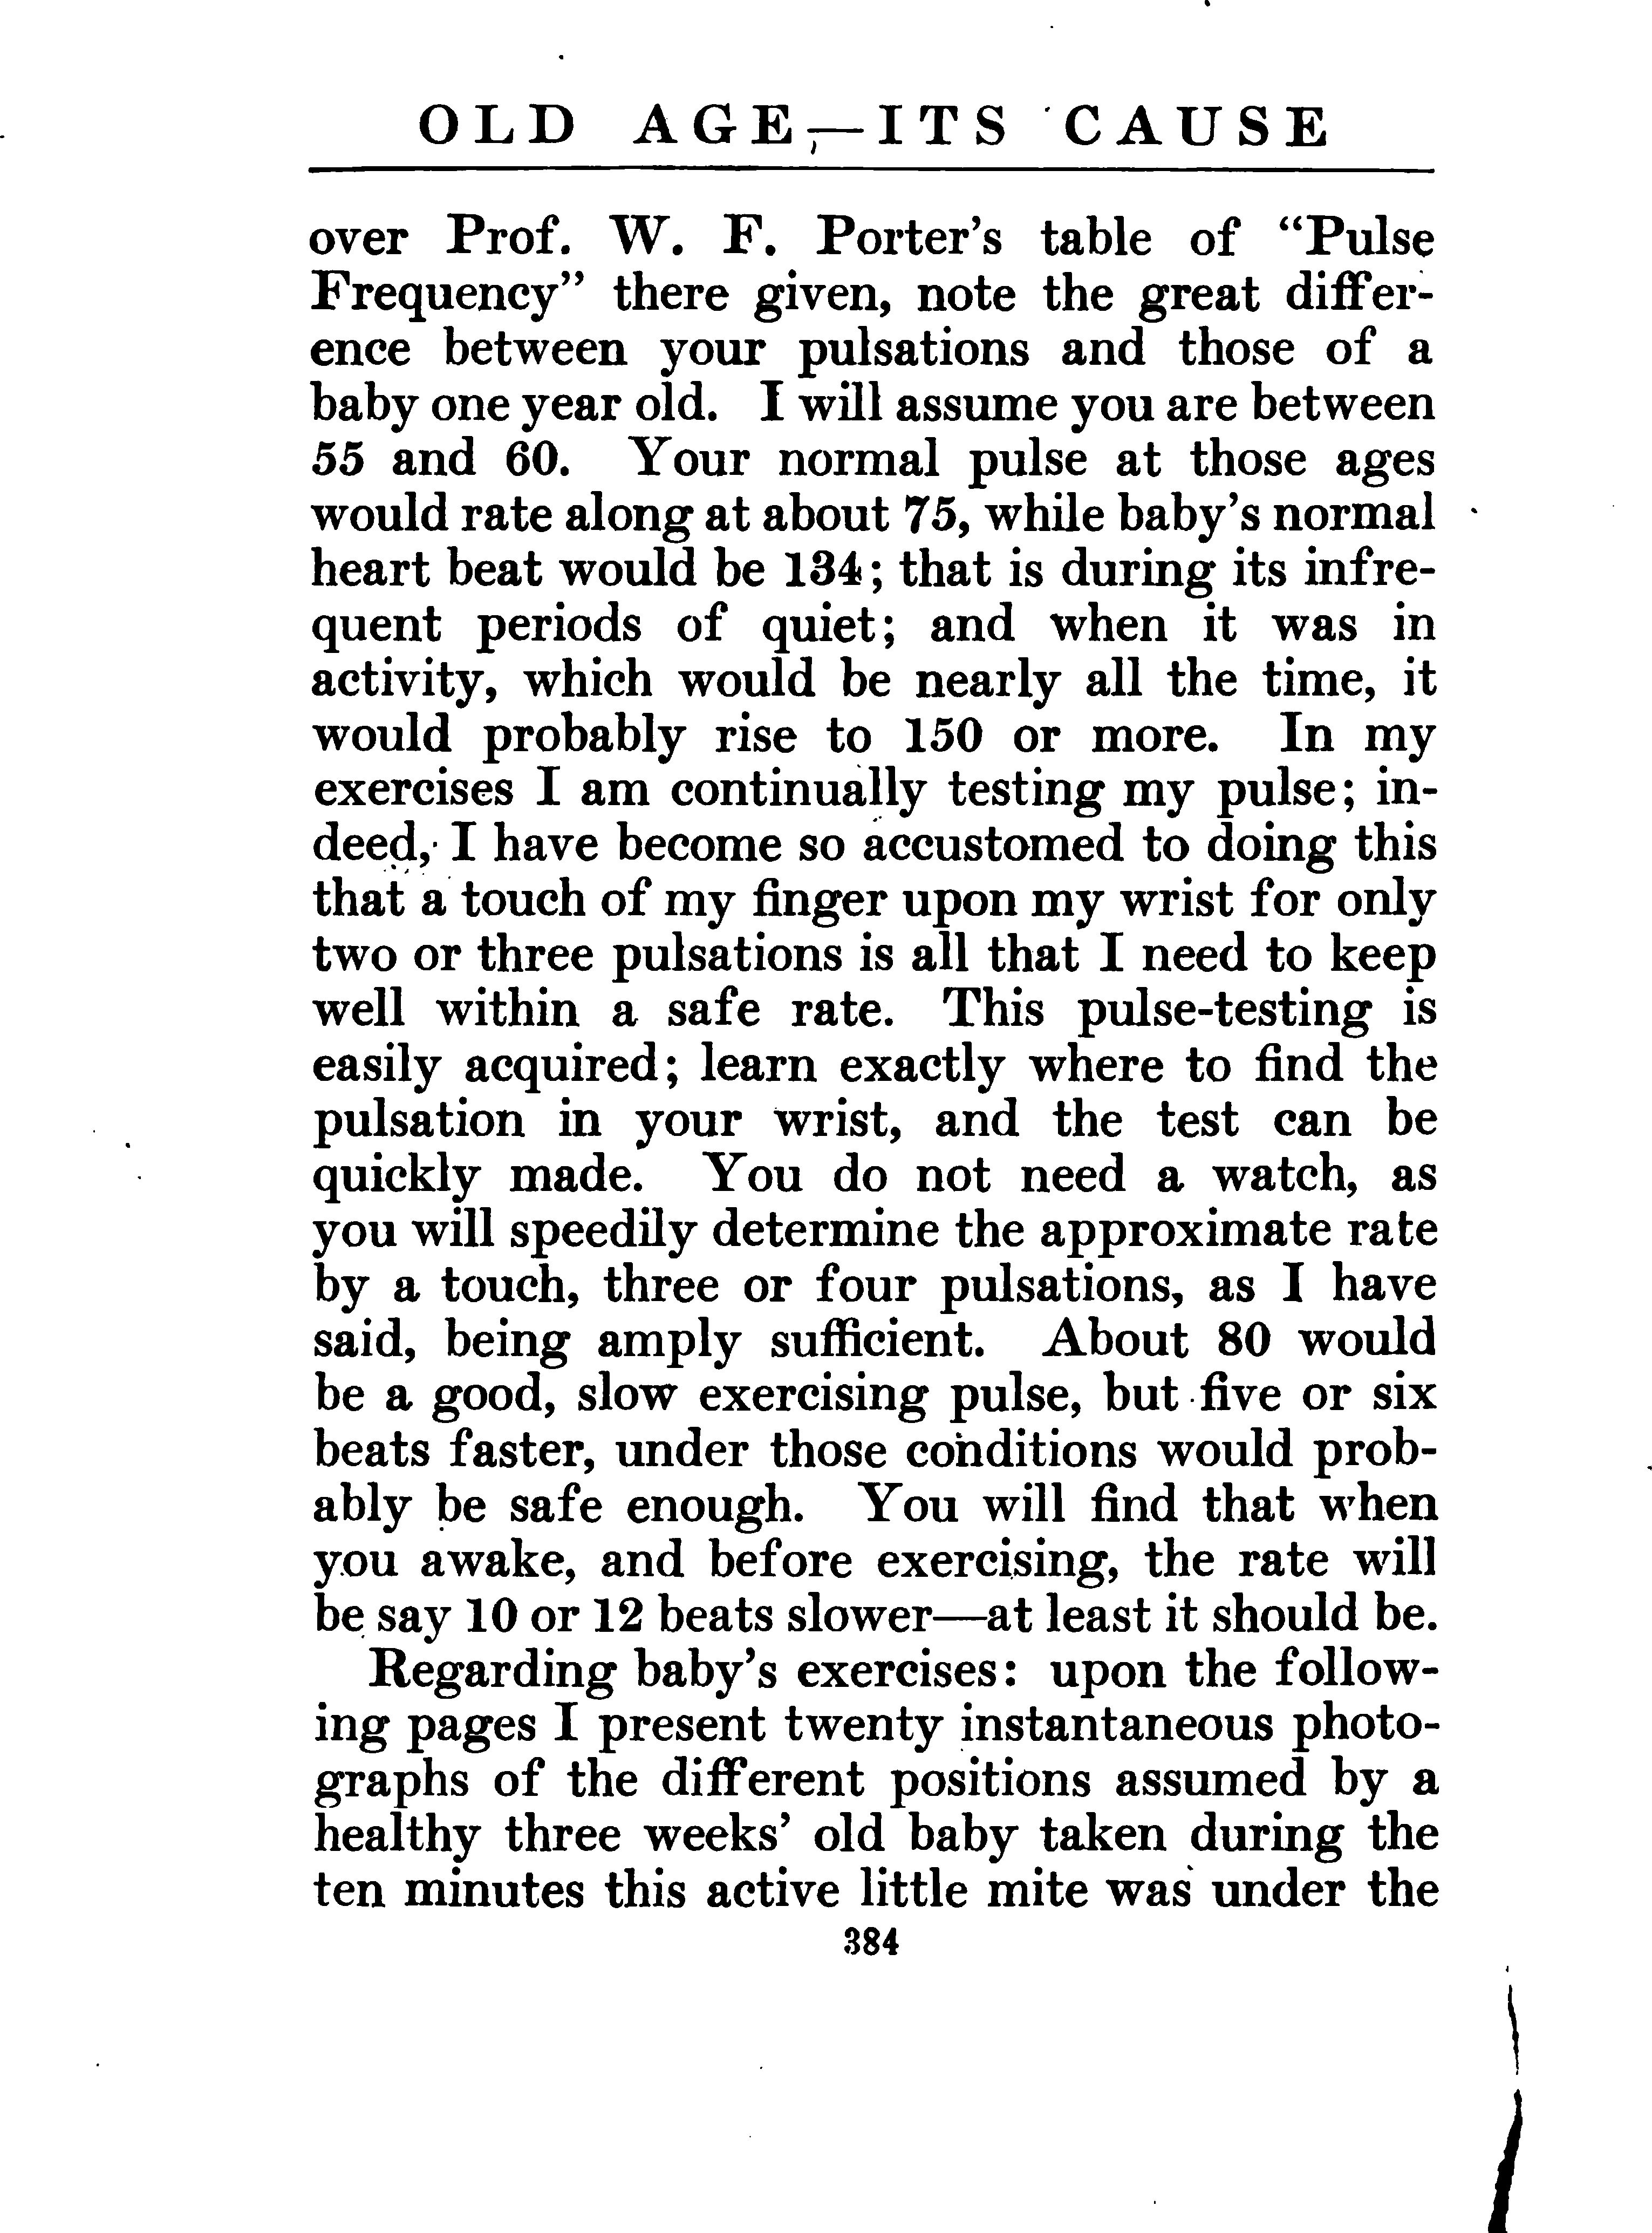 OLD AGE,—ITS CAUSE
over Prof. W. F. Porter's table of "Pulse
Frequency" there given, note the great differ-
ence between your pulsations and those of a
baby one year old. I will assume you are between
55 and 60. Your normal pulse at those ages
would rate along at about 75, while baby's normal
heart beat would be 134; that is during its infre-
quent periods of quiet; and when it was in
activity, which would be nearly all the time, it
would probably rise to 150 or more. In my
exercises I am continually testing my pulse; in-
deed, I have become so accustomed to doing this
that a touch of my finger upon my wrist for only
two or three pulsations is all that I need to keep
well within a safe rate. This pulse-testing is
easily acquired; learn exactly where to find the
pulsation in your wrist, and the test can be
quickly made. You do not need a watch, as
you will speedily determine the approximate rate
by a touch, three or four pulsations, as I have
said, being amply sufficient. About 80 would
be a good, slow exercising pulse, but five or six
beats faster, under those conditions would prob-
ably be safe enough. You will find that when
you awake, and before exercising, the rate will
be say 10 or 12 beats slower—at least it should be.
Regarding baby's exercises: upon the follow-
ing pages I present twenty instantaneous photo-
graphs of the different positions assumed by a
healthy three weeks' old baby taken during the
ten minutes this active little mite was under the
384